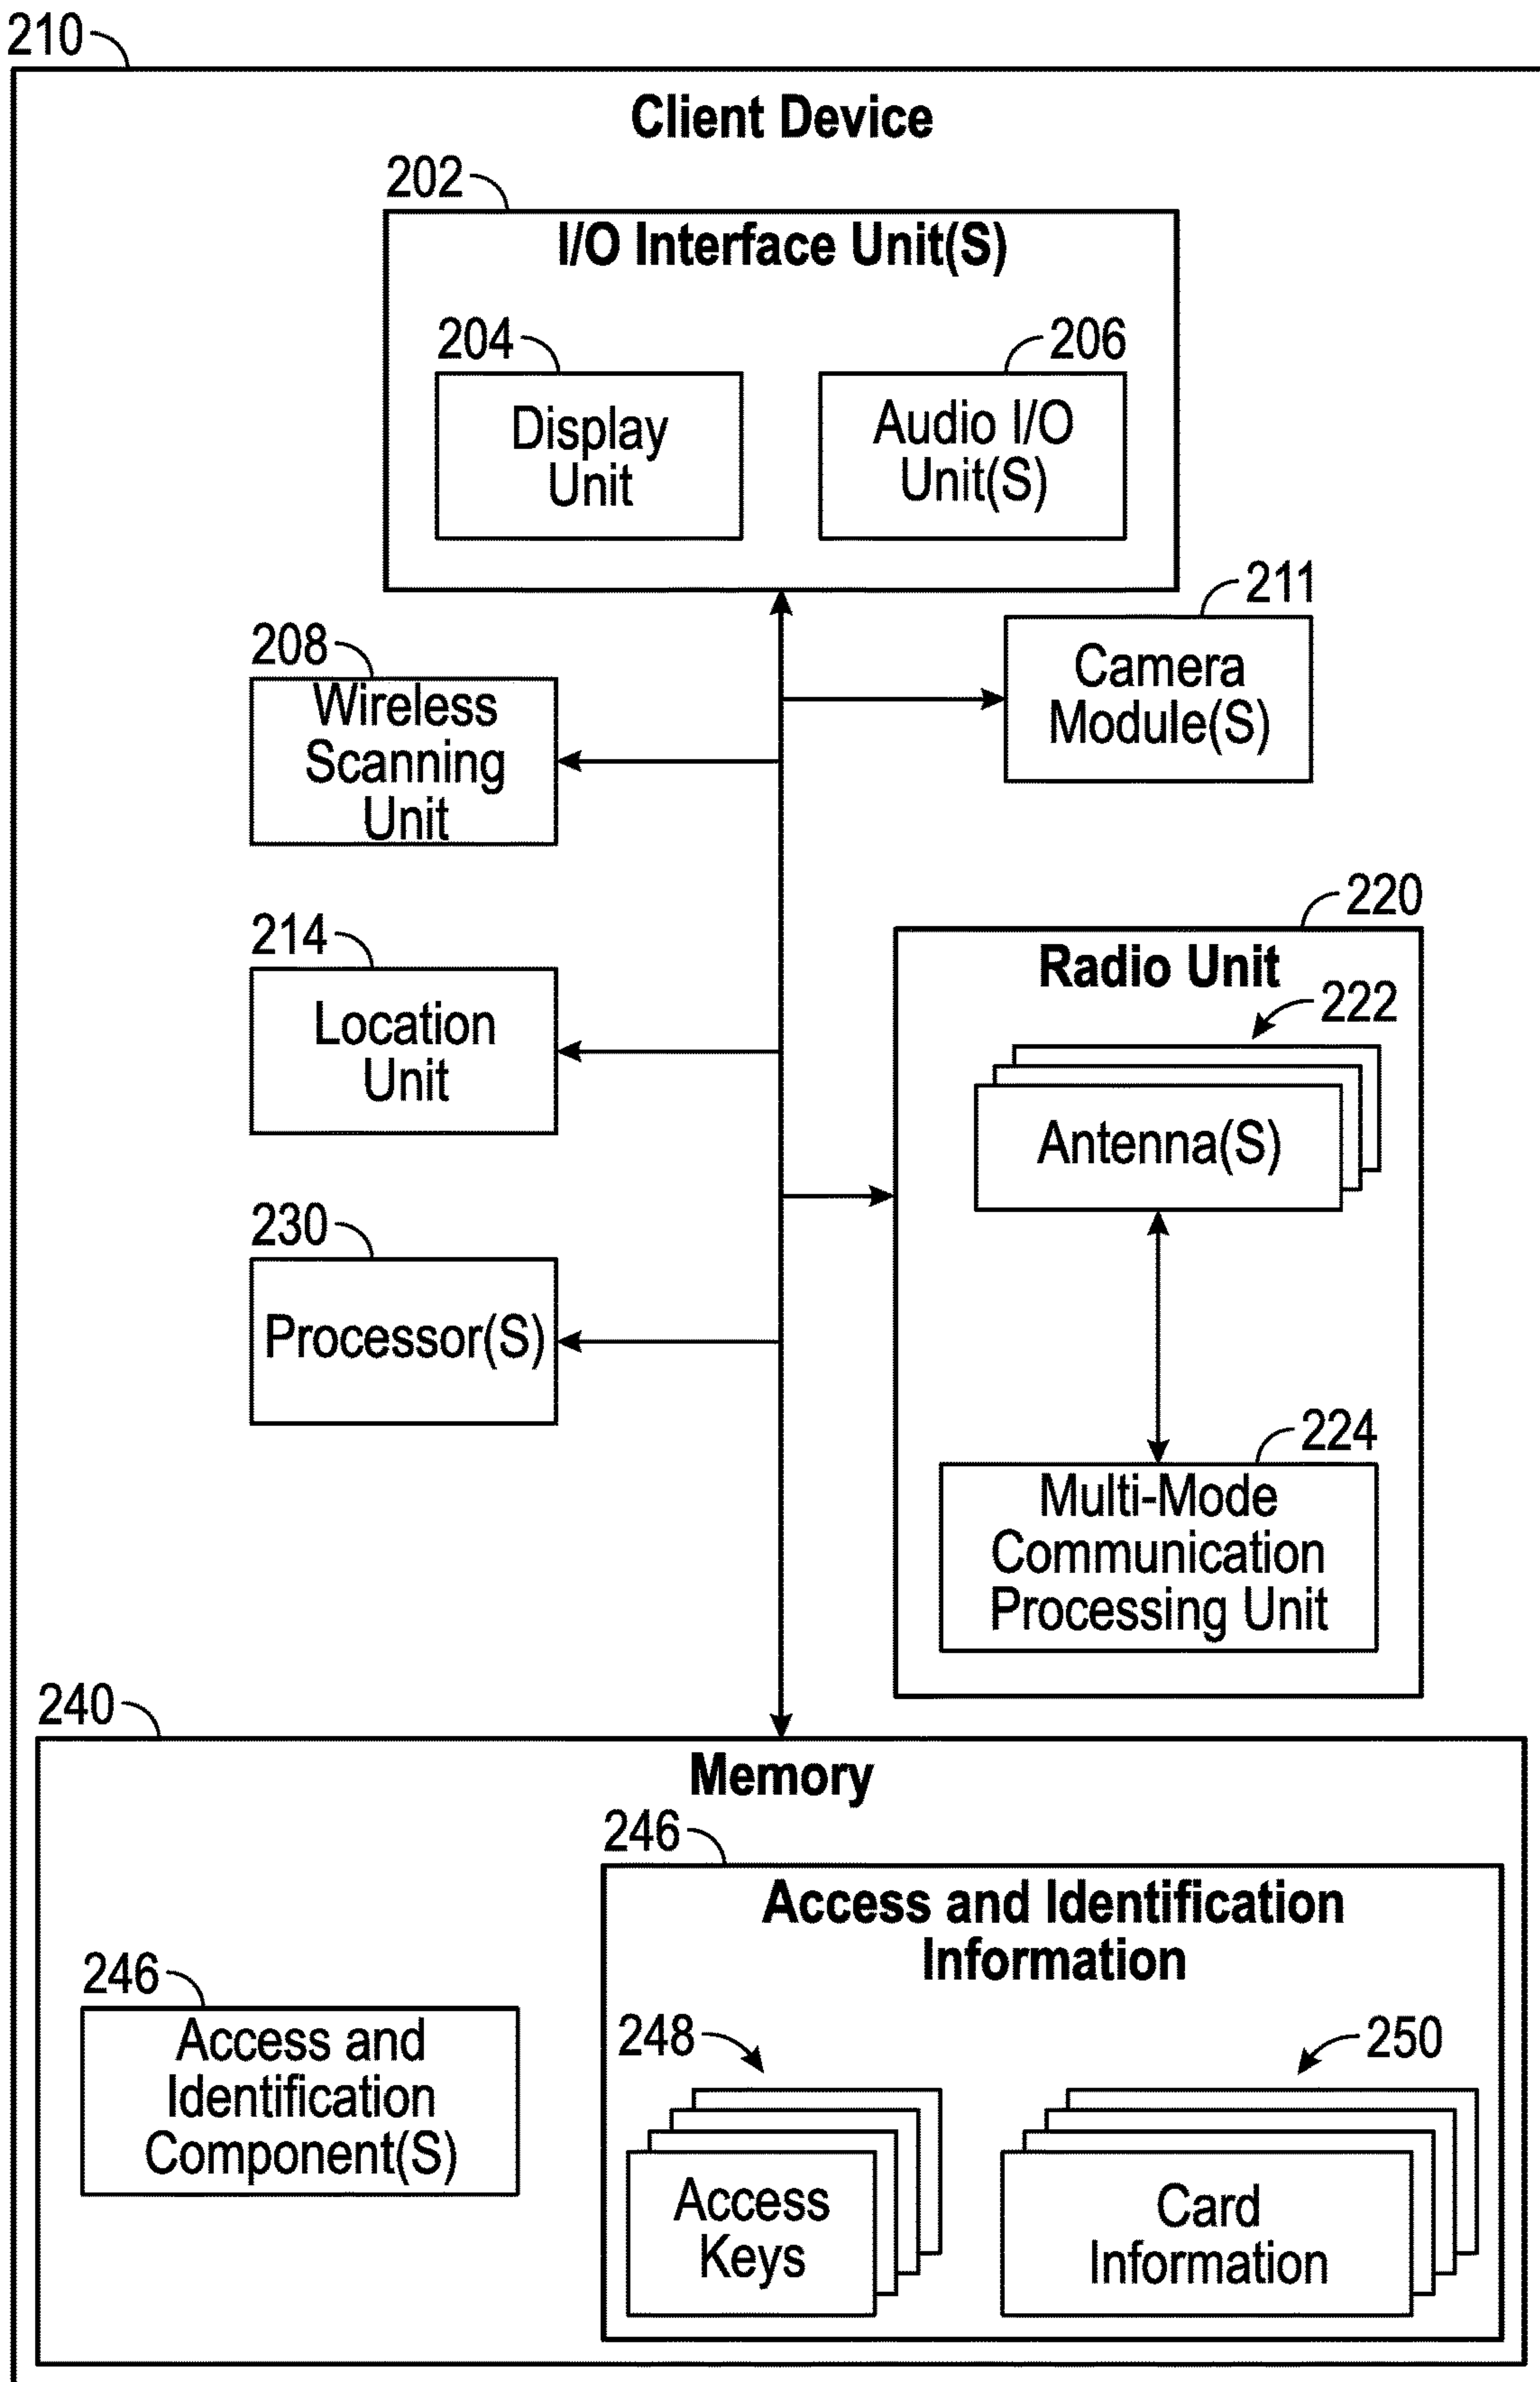 210
Client Device
202
I/O Interface Unit(S)
204
206
Display
Unit
Audio I/O
Unit(S)
211
Camera
Module(S)
208
Wireless
Scanning
Unit
220
Radio Unit
222
Antenna(S)
214
Location
Unit
230
Processor(S)
224
Multi-Mode
Communication
Processing Unit
240
Memory
246
Access and Identification
Information
246
Access and
Identification
Component(S)
248
250
Access
Keys
Card
Information